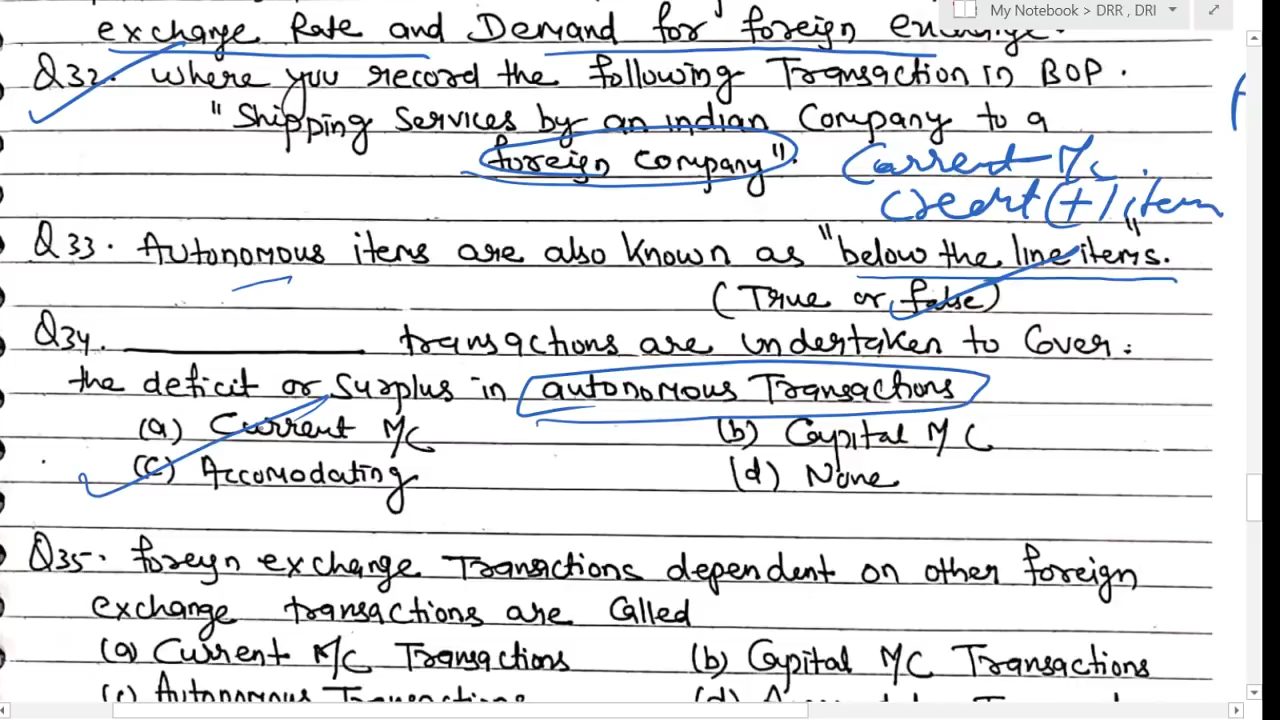 My Notebook > DRR , DRI
exchange Rate and Demand for foreign exchange.
Q32. Where you record the following Transaction in BOP.
"Shipping Services by an indian Company to a
foreign company".
Current A/c.
credit (+) item
Q33. Autonomous items are also known as "below the line items."
(True or false)
Q34. ____________ transactions are undertaken to Cover:
the deficit or Surplus in autonomous Transactions
(a) Current A/C
(b) Capital A/C
(c) Accomodating
(d) None
Q35. foreign exchange Transactions dependent on other foreign
exchange transactions are Called
(a) Current A/C Transactions
(b) Capital A/C Transactions
(c) Autonomous Transactions
(d)